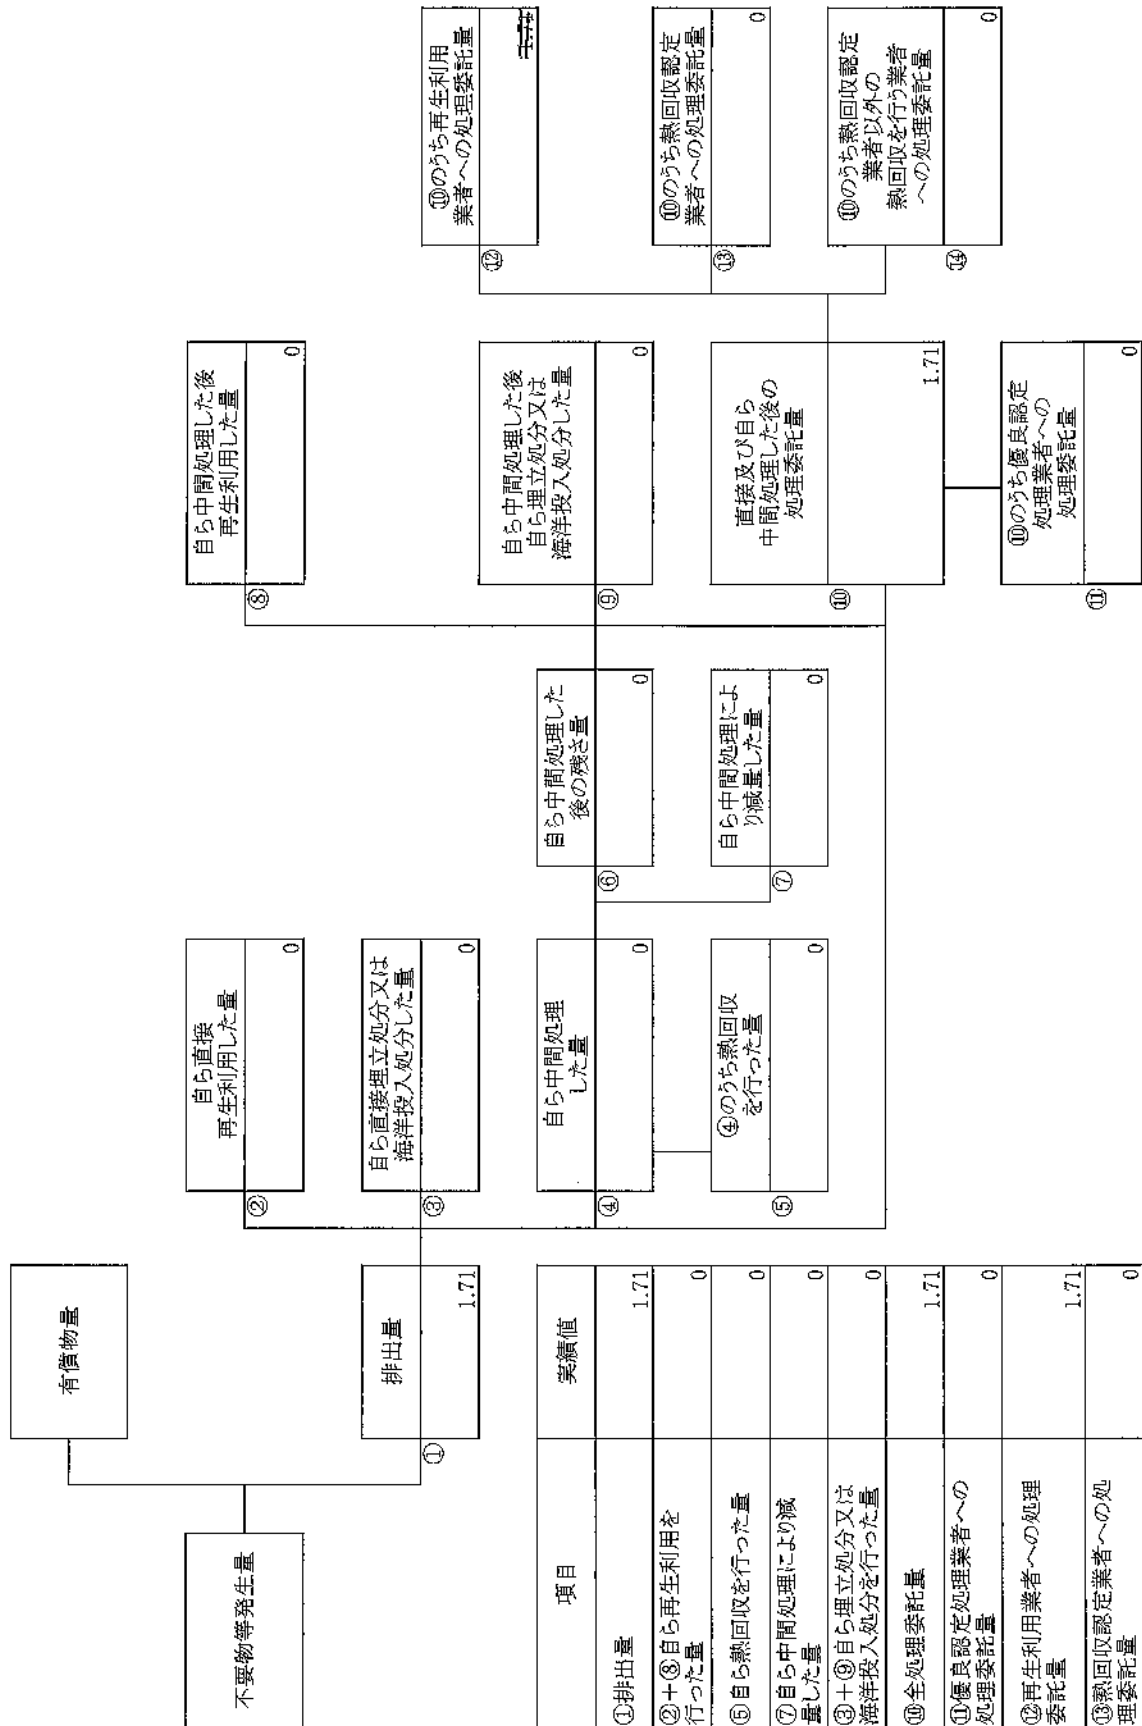 不要物等発生量
有償物量
①
排出量
1.71
②
自ら直接
再生利用した量
0
③
自ら直接埋立処分又は
海洋投入処分した量
0
④
自ら中間処理
した量
0
⑤
④のうち熱回収
を行った量
0
⑥
自ら中間処理した
後の残さ量
0
⑦
自ら中間処理によ
り減量した量
0
⑧
自ら中間処理した後
再生利用した量
0
⑨
自ら中間処理した後
自ら埋立処分又は
海洋投入処分した量
0
⑩
直接及び自ら
中間処理した後の
処理委託量
1.71
⑪
⑩のうち優良認定
処理業者への
処理委託量
0
⑫
⑩のうち再生利用
業者への処理委託量
1.71
⑬
⑩のうち熱回収認定
業者への処理委託量
0
⑭
⑩のうち熱回収認定
業者以外の
熱回収を行う業者
への処理委託量
0
項目 実績値
①排出量 1.71
②+⑧自ら再生利用を
行った量 0
⑤自ら熱回収を行った量 0
⑦自ら中間処理により減
量した量 0
③+⑨自ら埋立処分又は
海洋投入処分を行った量 0
⑩全処理委託量 1.71
⑪優良認定処理業者への
処理委託量 0
⑫再生利用業者への処理
委託量 1.71
⑬熱回収認定業者への処
理委託量 0